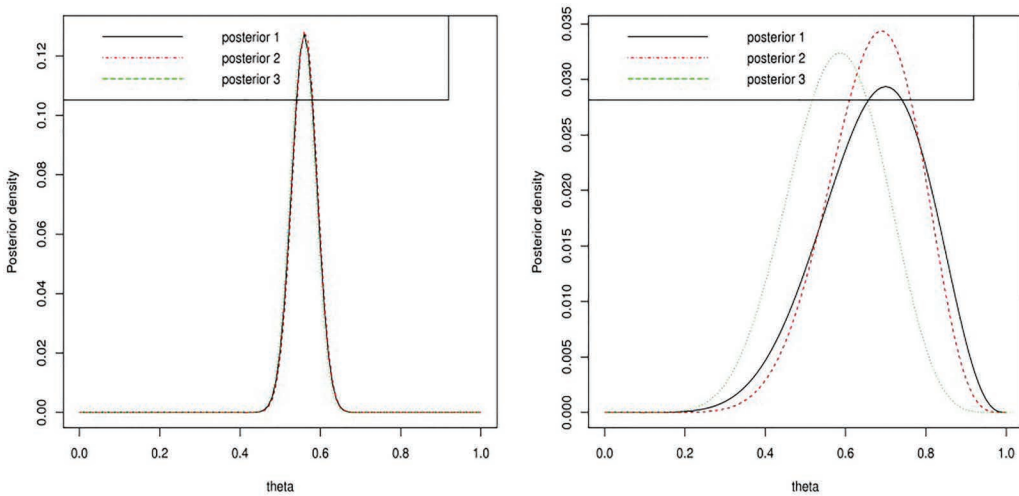 posterior 1
posterior 2
posterior 3
Posterior density
0.12
0.10
0.08
0.06
0.04
0.02
0.00
0.0 0.2 0.4 0.6 0.8 1.0
theta
posterior 1
posterior 2
posterior 3
Posterior density
0.035
0.030
0.025
0.020
0.015
0.010
0.005
0.000
0.0 0.2 0.4 0.6 0.8 1.0
theta